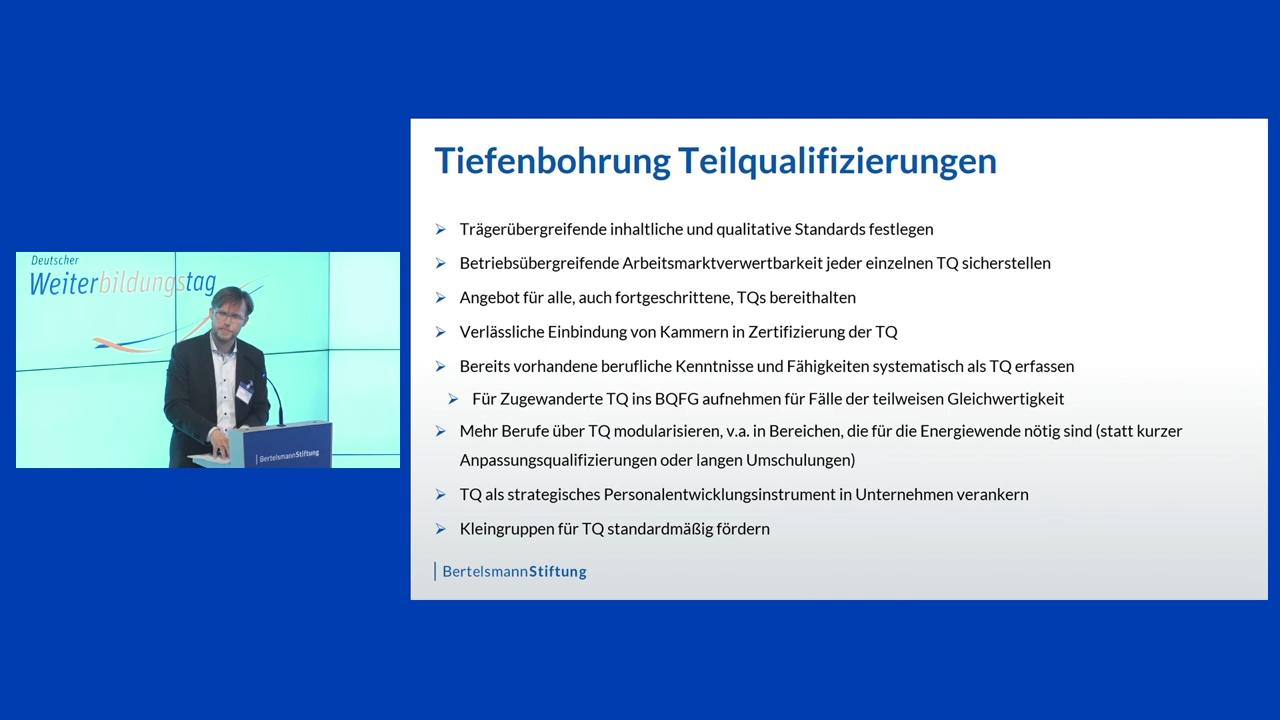 Deutscher
Weiterbildungstag
BertelsmannStiftung
Tiefenbohrung Teilqualifizierungen
➢ Trägerübergreifende inhaltliche und qualitative Standards festlegen
➢ Betriebsübergreifende Arbeitsmarktverwertbarkeit jeder einzelnen TQ sicherstellen
➢ Angebot für alle, auch fortgeschrittene, TQs bereithalten
➢ Verlässliche Einbindung von Kammern in Zertifizierung der TQ
➢ Bereits vorhandene berufliche Kenntnisse und Fähigkeiten systematisch als TQ erfassen
➢ Für Zugewanderte TQ ins BQFG aufnehmen für Fälle der teilweisen Gleichwertigkeit
➢ Mehr Berufe über TQ modularisieren, v.a. in Bereichen, die für die Energiewende nötig sind (statt kurzer
Anpassungsqualifizierungen oder langen Umschulungen)
➢ TQ als strategisches Personalentwicklungsinstrument in Unternehmen verankern
➢ Kleingruppen für TQ standardmäßig fördern
BertelsmannStiftung